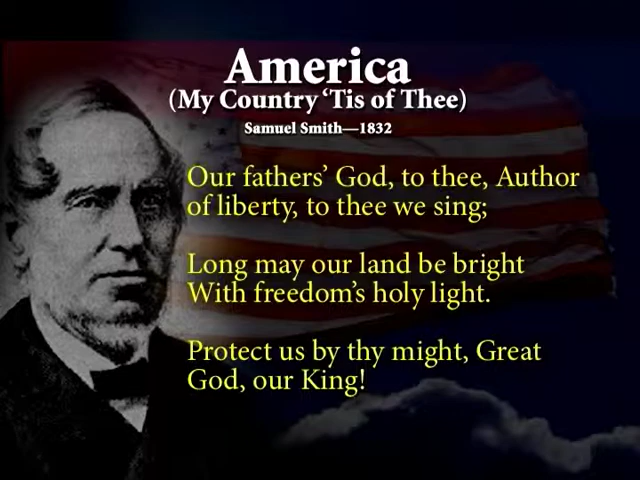 America
(My Country ‘Tis of Thee)
Samuel Smith—1832
Our fathers’ God, to thee, Author
of liberty, to thee we sing;
Long may our land be bright
With freedom’s holy light.
Protect us by thy might, Great
God, our King!